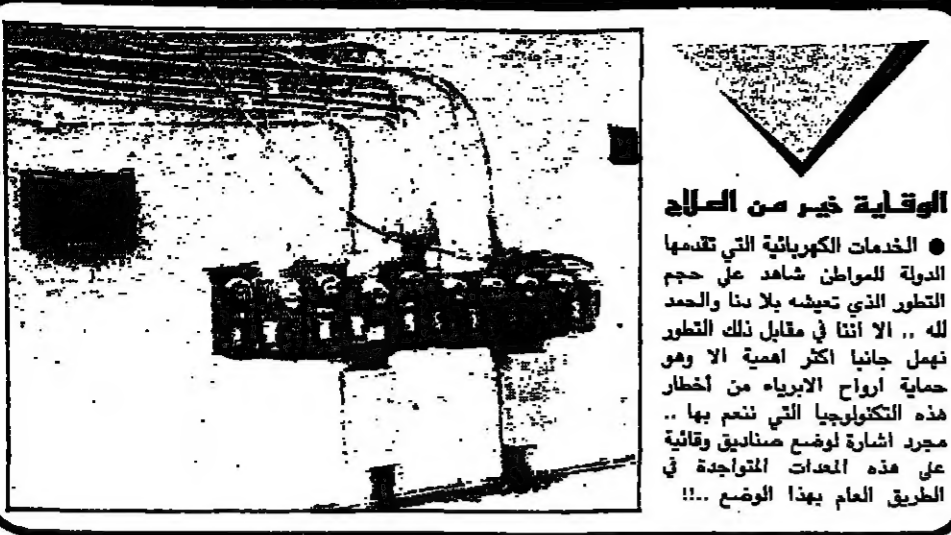 الوقاية خير من العلاج
● الخدمات الكهربائية التي تقدمها
الدولة للمواطن شاهد على حجم
التطور الذي تعيشه بلا دنا والحمد
لله .. الا اننا في مقابل ذلك التطور
نهمل جانبا اكثر اهمية الا وهو
حماية ارواح الابرياء من أخطار
هذه التكنولوجيا التي ننعم بها ..
مجرد اشارة لوضع صناديق وقائية
على هذه المعدات المتواجدة في
الطريق العام بهذا الوضع ..!!